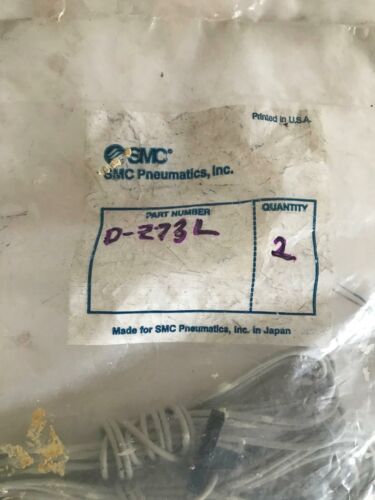 Printed in U.S.A.
SMC®
SMC Pneumatics, Inc.
PART NUMBER
QUANTITY
D-Z73L
2
Made for SMC Pneumatics, Inc. in Japan